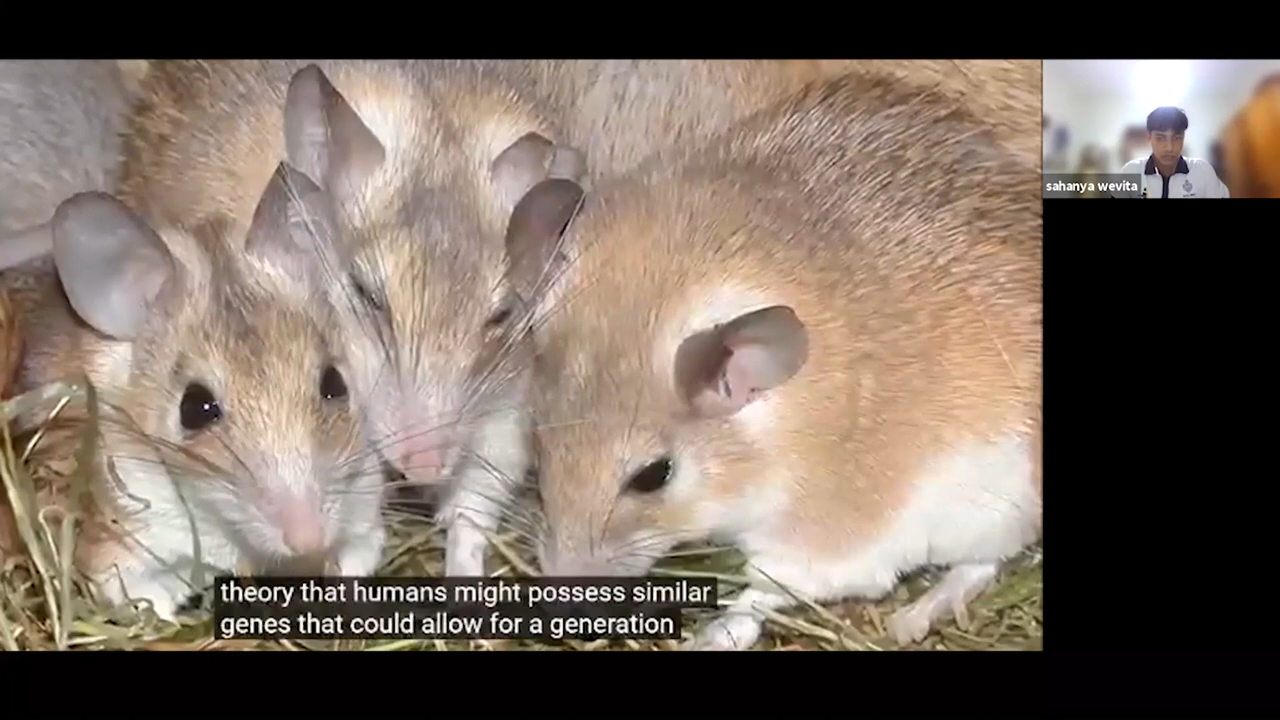 theory that humans might possess similar
genes that could allow for a generation
sahanya wevita